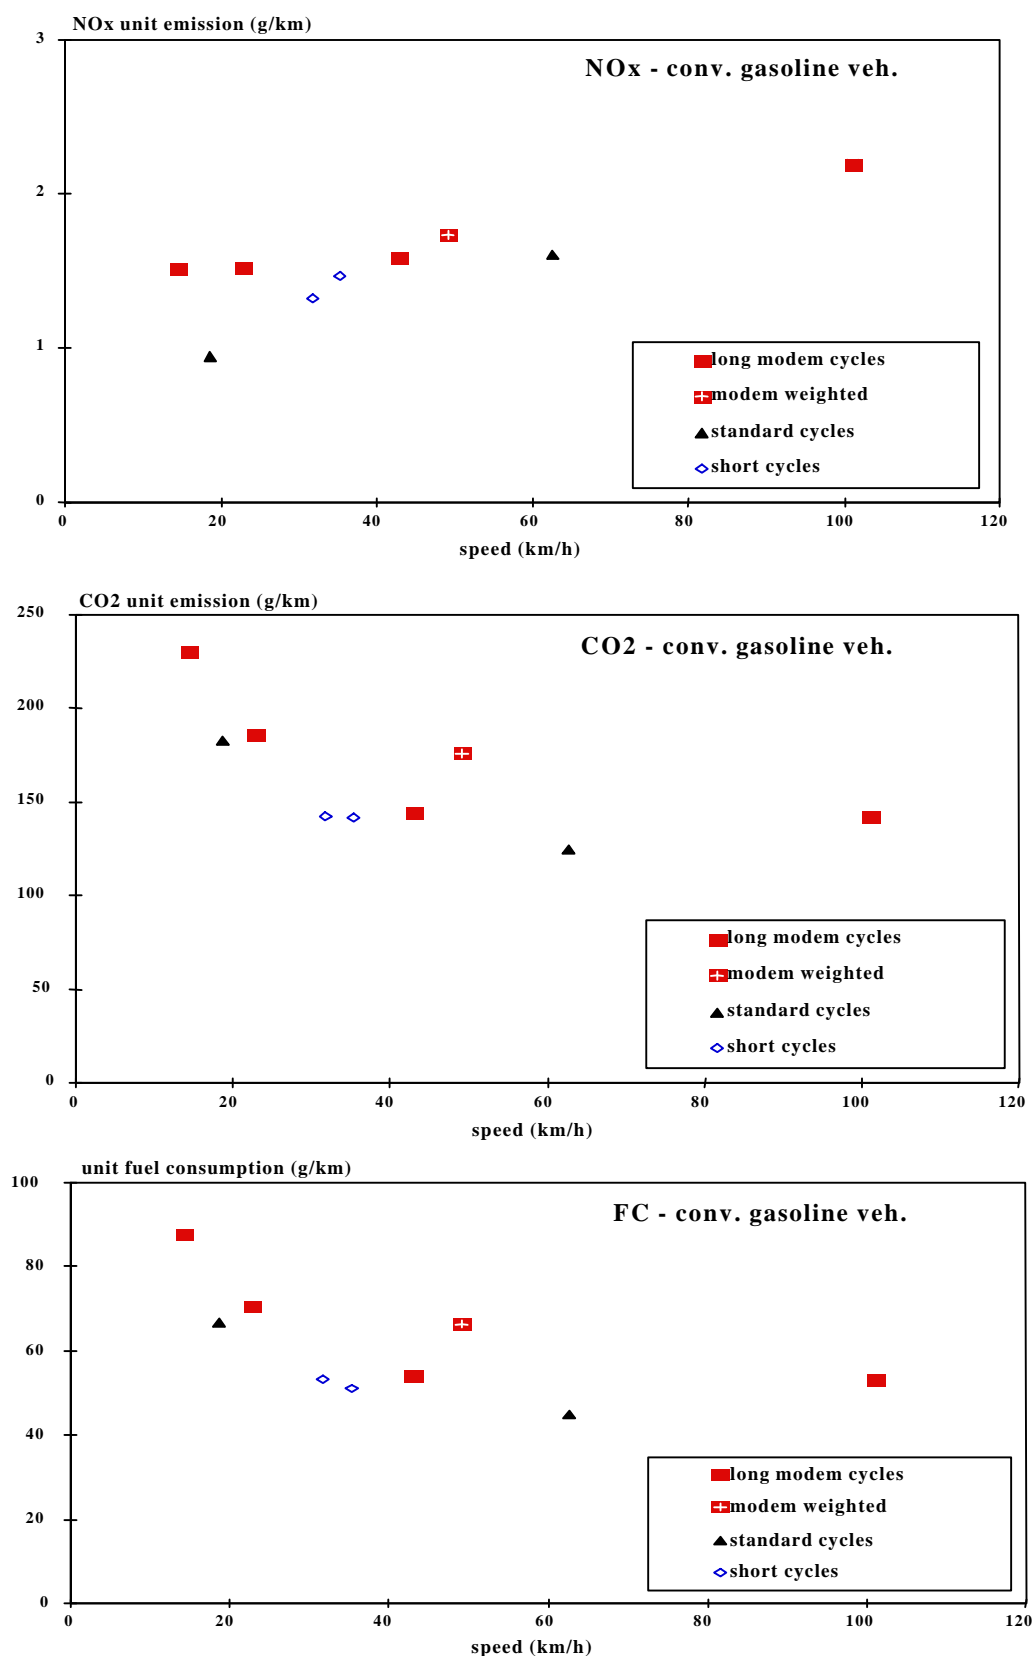 NOx unit emission (g/km)
3
NOx - conv. gasoline veh.
2
1
long modem cycles
modem weighted
standard cycles
short cycles
0
0 20 40 60 80 100 120
speed (km/h)
CO2 unit emission (g/km)
250
CO2 - conv. gasoline veh.
200
150
100
long modem cycles
modem weighted
50
standard cycles
short cycles
0
0 20 40 60 80 100 120
speed (km/h)
unit fuel consumption (g/km)
100
FC - conv. gasoline veh.
80
60
40
long modem cycles
modem weighted
20
standard cycles
short cycles
0
0 20 40 60 80 100 120
speed (km/h)